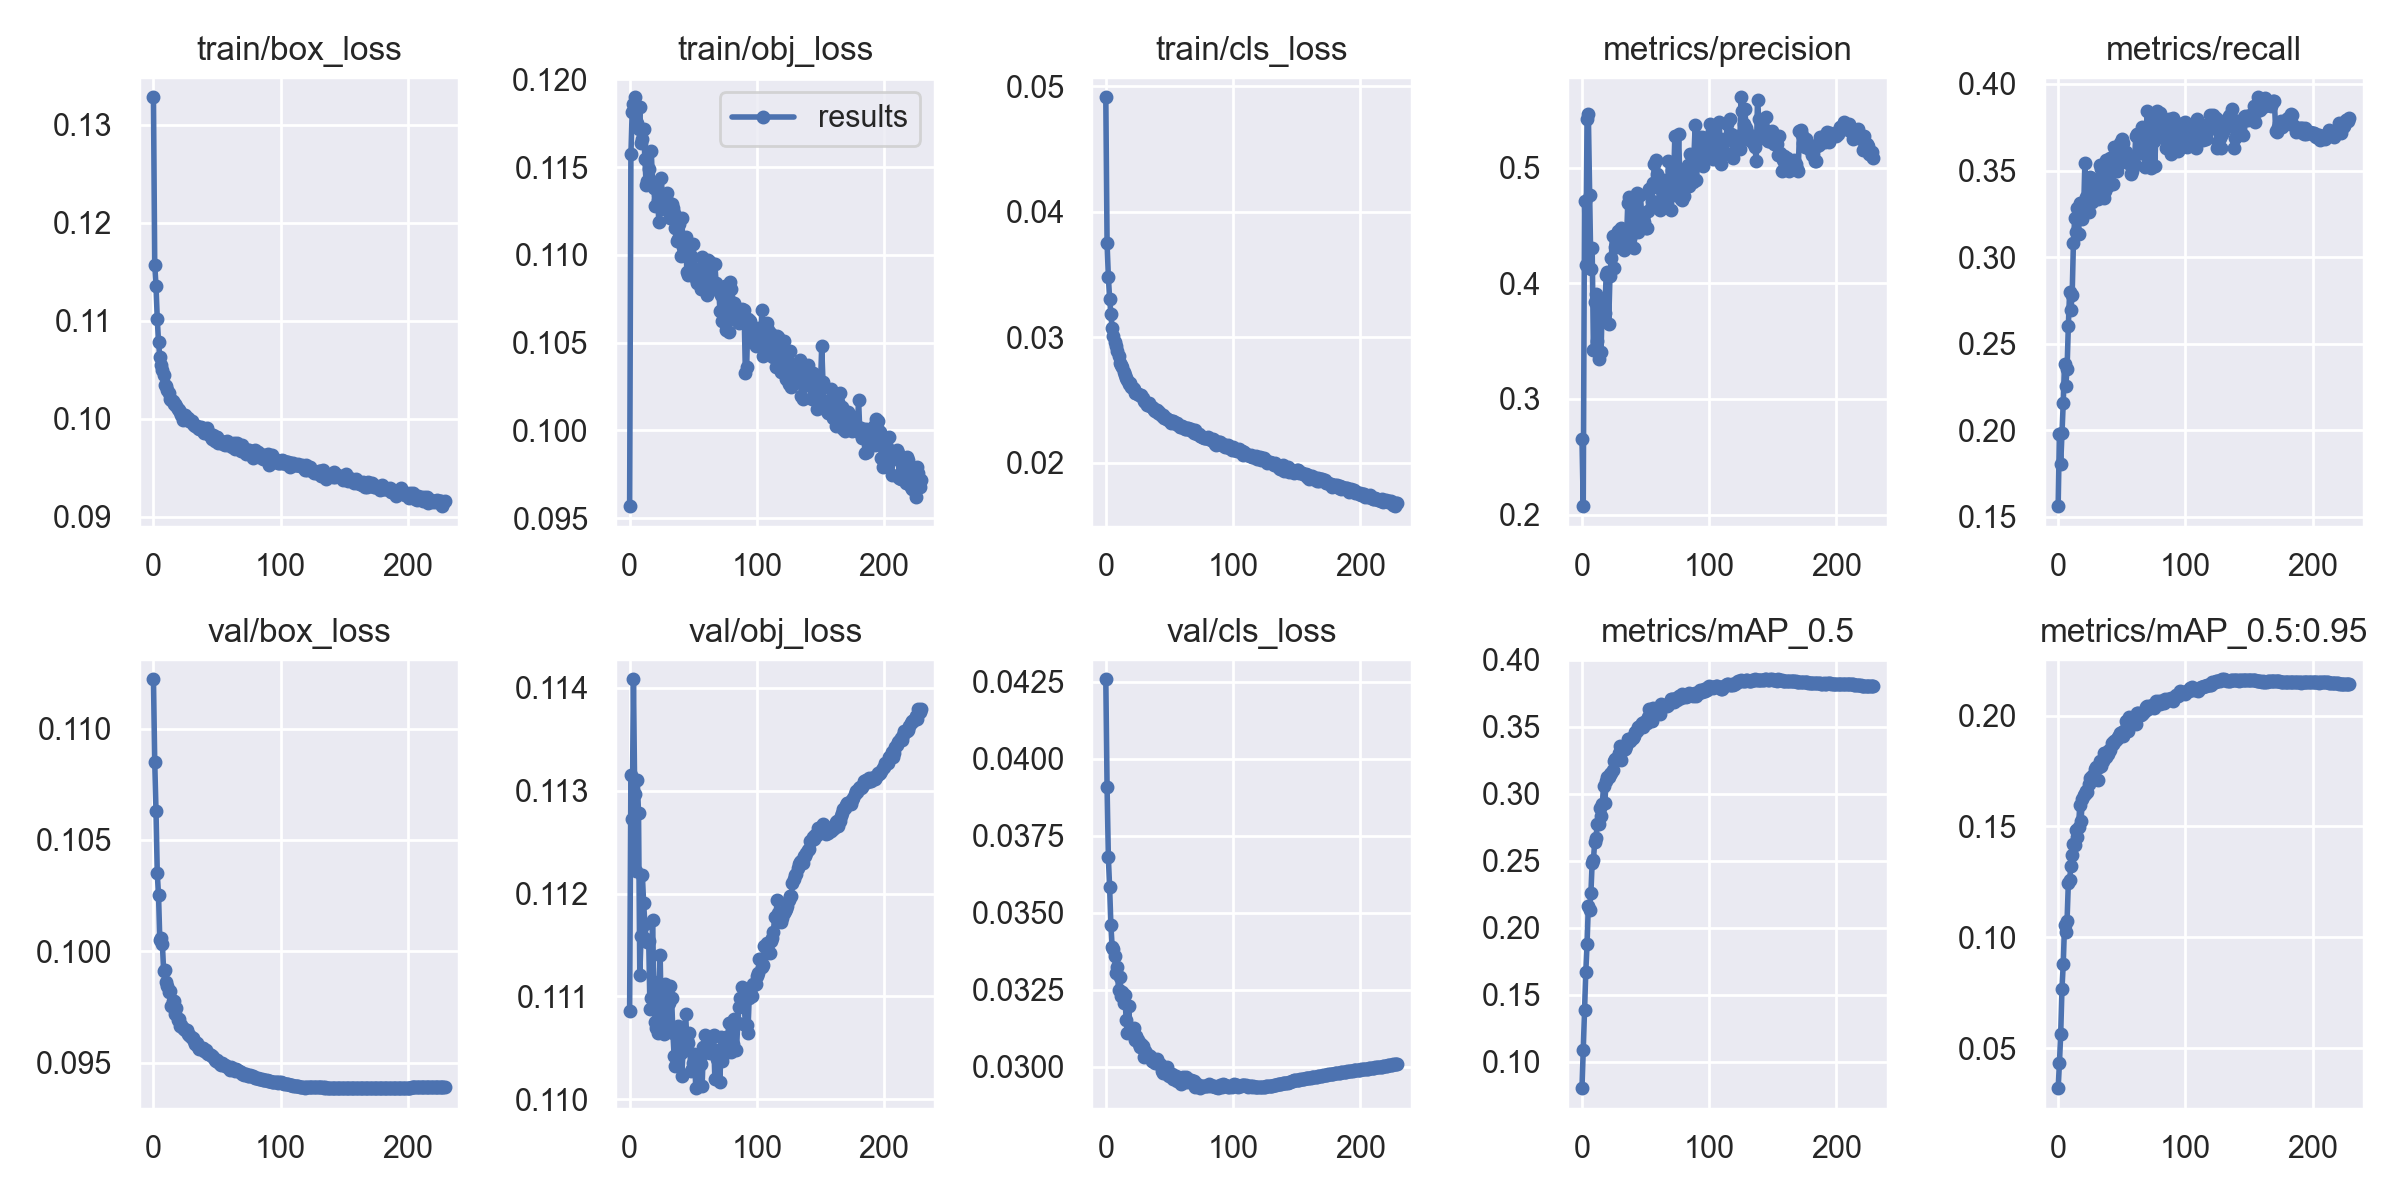 train/box_loss
0.13
0.12
0.11
0.10
0.09
0 100 200
train/obj_loss
results
0.120
0.115
0.110
0.105
0.100
0.095
0 100 200
train/cls_loss
0.05
0.04
0.03
0.02
0 100 200
metrics/precision
0.5
0.4
0.3
0.2
0 100 200
metrics/recall
0.40
0.35
0.30
0.25
0.20
0.15
0 100 200
val/box_loss
0.110
0.105
0.100
0.095
0 100 200
val/obj_loss
0.114
0.113
0.112
0.111
0.110
0 100 200
val/cls_loss
0.0425
0.0400
0.0375
0.0350
0.0325
0.0300
0 100 200
metrics/mAP_0.5
0.40
0.35
0.30
0.25
0.20
0.15
0.10
0 100 200
metrics/mAP_0.5:0.95
0.20
0.15
0.10
0.05
0 100 200